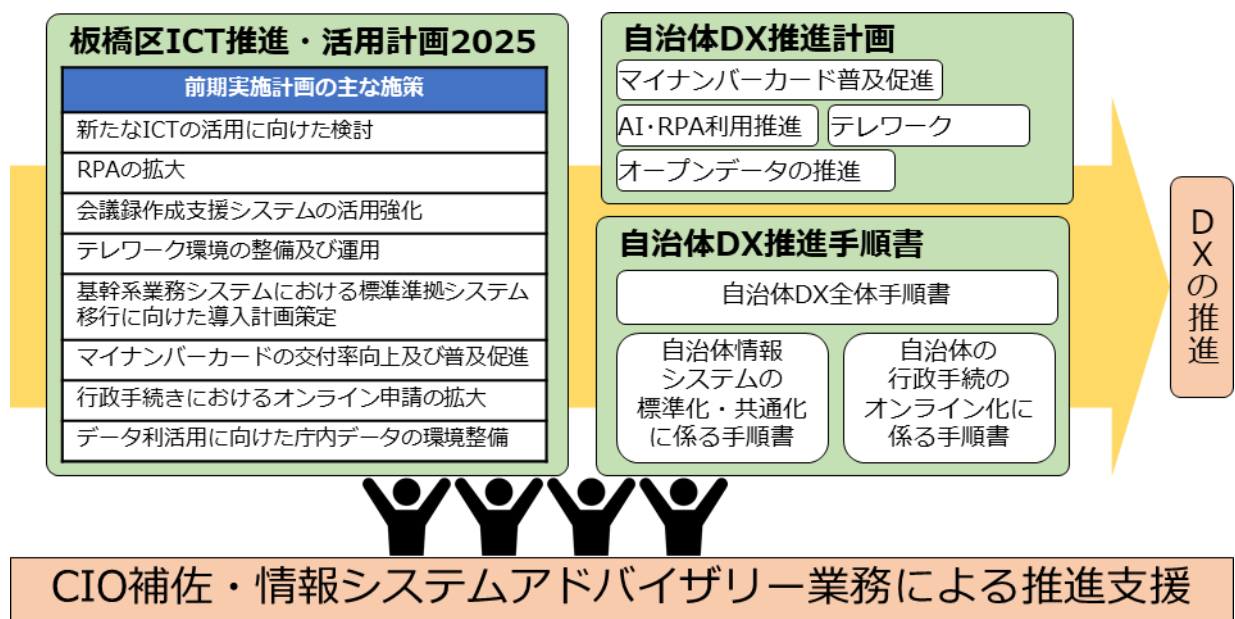 板橋区ICT推進・活用計画2025
前期実施計画の主な施策
新たなICTの活用に向けた検討
RPAの拡大
会議録作成支援システムの活用強化
テレワーク環境の整備及び運用
基幹系業務システムにおける標準準拠システム
移行に向けた導入計画策定
マイナンバーカードの交付率向上及び普及促進
行政手続きにおけるオンライン申請の拡大
データ利活用に向けた庁内データの環境整備
自治体DX推進計画
マイナンバーカード普及促進
AI・RPA利用推進
テレワーク
オープンデータの推進
自治体DX推進手順書
自治体DX全体手順書
自治体情報
システムの
標準化・共通化
に係る手順書
自治体の
行政手続の
オンライン化に
係る手順書
DXの推進
CIO補佐・情報システムアドバイザリー業務による推進支援